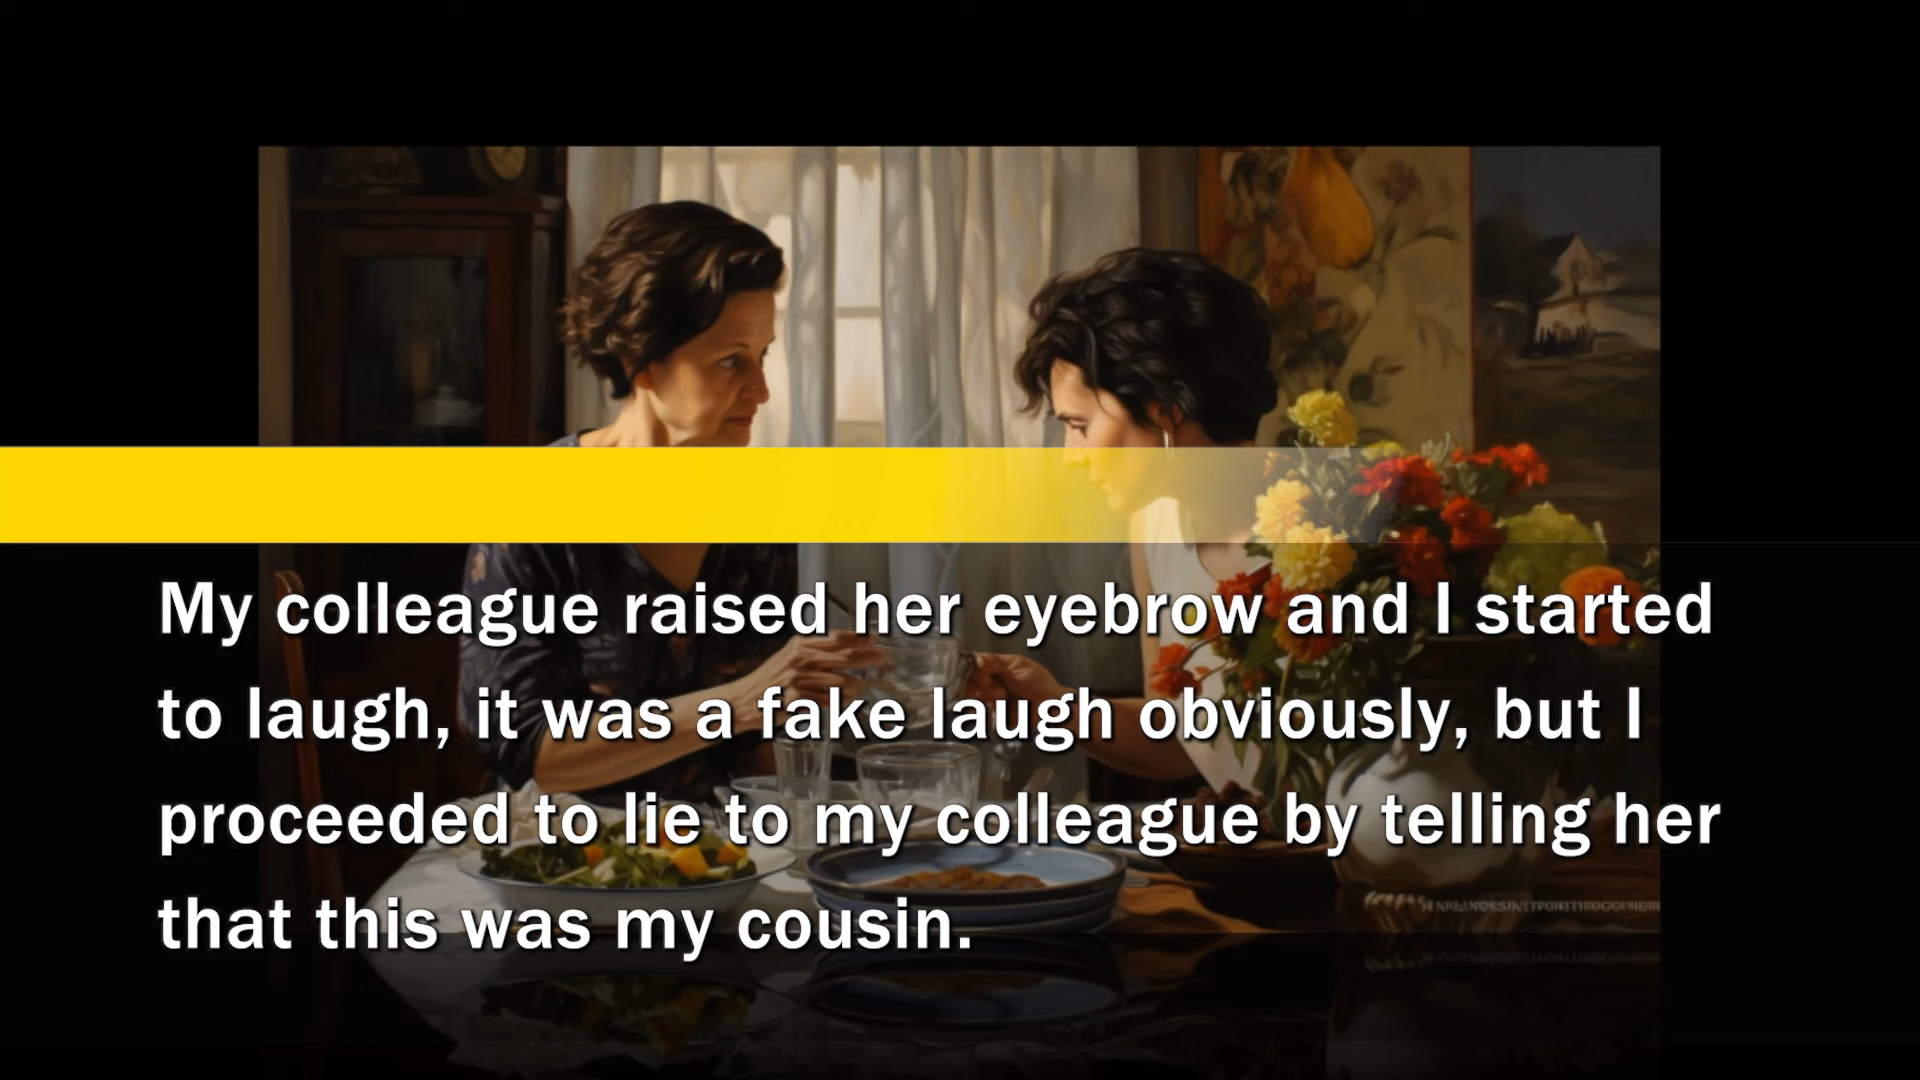 My colleague raised her eyebrow and I started
to laugh, it was a fake laugh obviously, but I
proceeded to lie to my colleague by telling her
that this was my cousin.